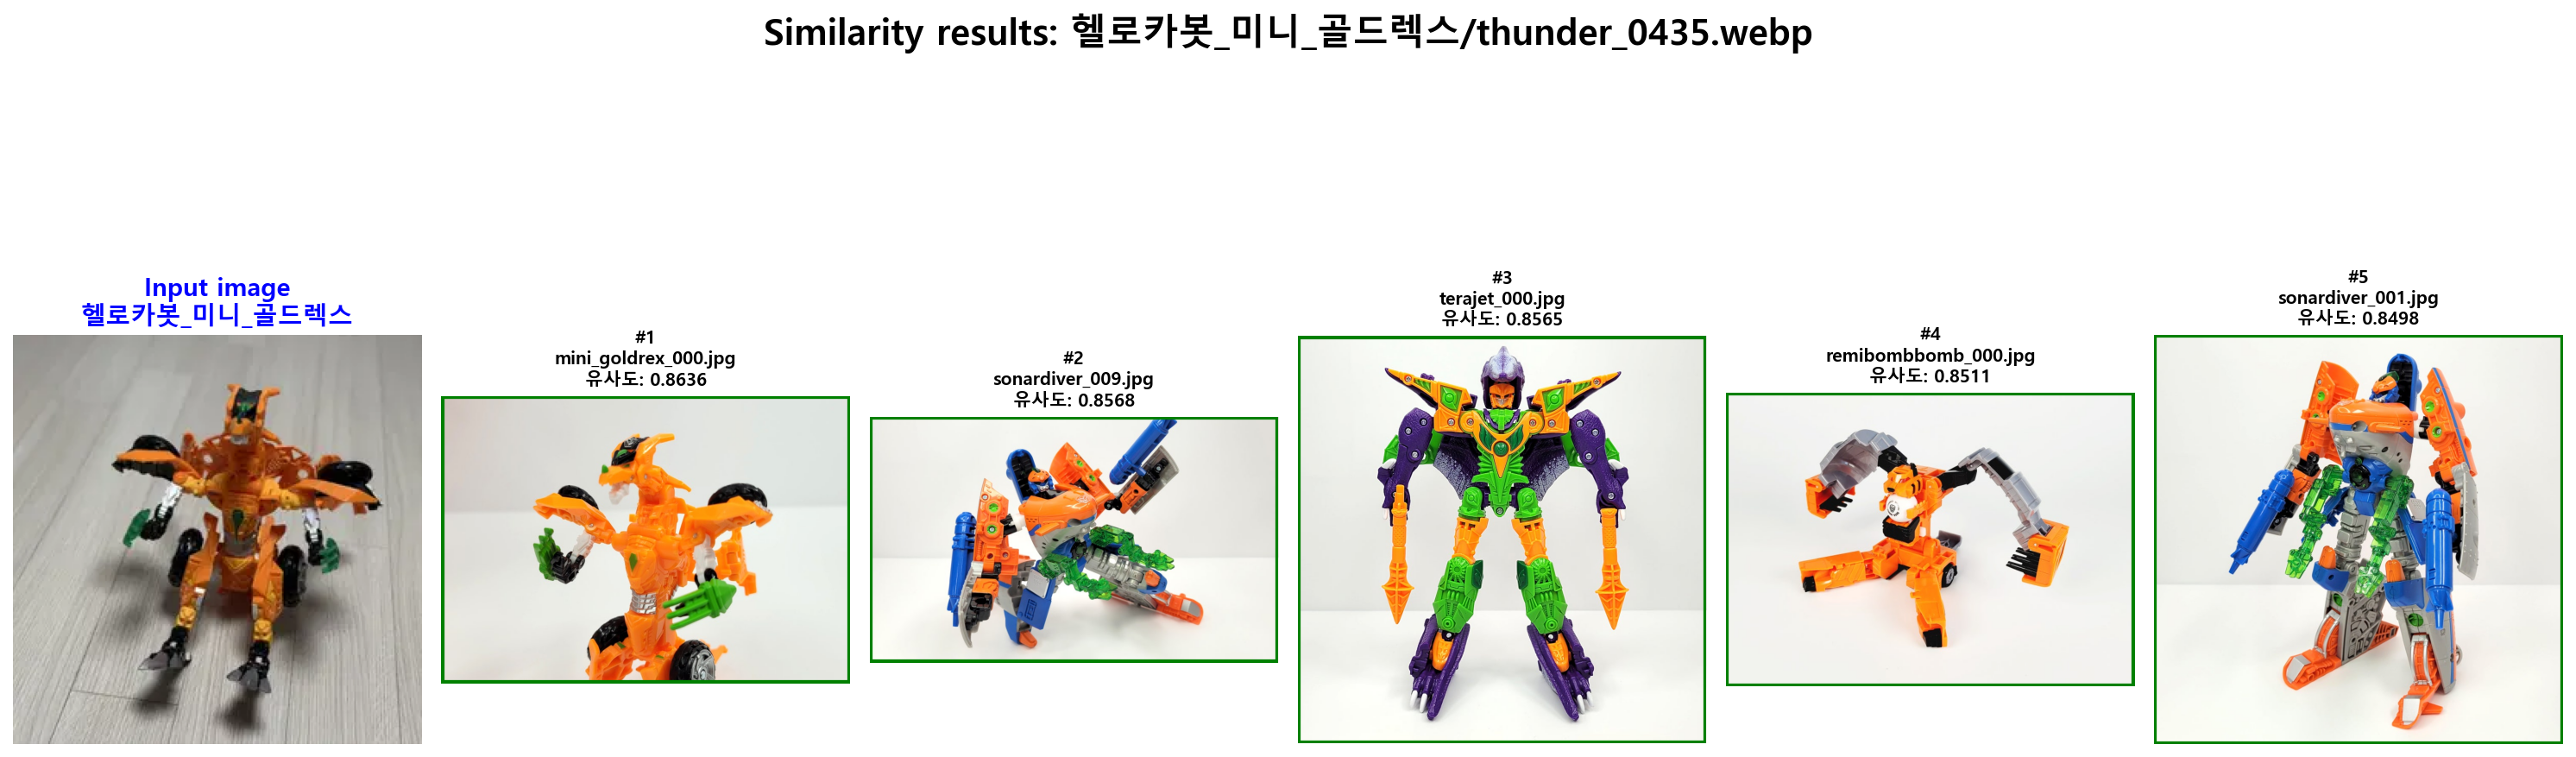 Similarity results: 헬로카봇_미니_골드렉스/thunder_0435.webp
Input image
헬로카봇_미니_골드렉스
#1
mini_goldrex_000.jpg
유사도: 0.8636
#2
sonardiver_009.jpg
유사도: 0.8568
#3
terajet_000.jpg
유사도: 0.8565
#4
remibombbomb_000.jpg
유사도: 0.8511
#5
sonardiver_001.jpg
유사도: 0.8498